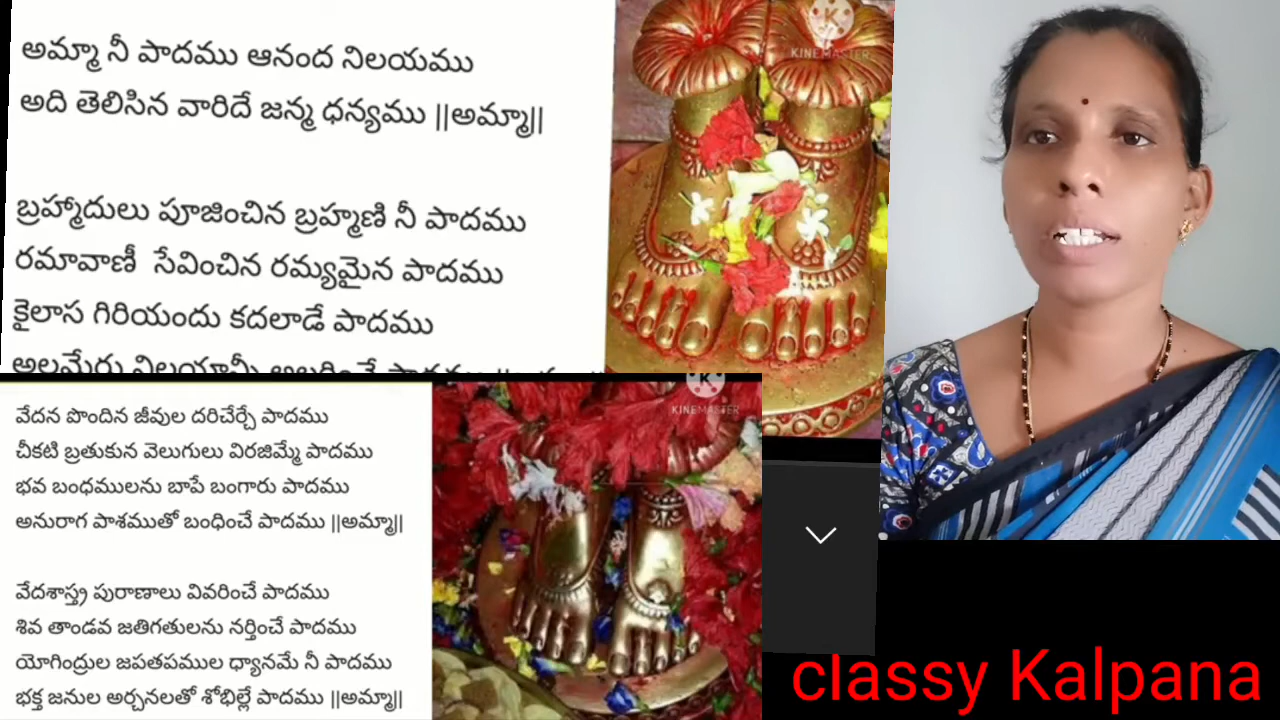 అమ్మా నీ పాదము ఆనంద నిలయము
అది తెలిసిన వారిదే జన్మ ధన్యము ||అమ్మా||
బ్రహ్మాదులు పూజించిన బ్రహ్మణి నీ పాదము
రమావాణీ సేవించిన రమ్యమైన పాదము
కైలాస గిరియందు కదలాడే పాదము
వేదన పొందిన జీవుల దరిచేర్చే పాదము
చీకటి బ్రతుకున వెలుగులు విరజిమ్మే పాదము
భవ బంధములను బాపే బంగారు పాదము
అనురాగ పాశముతో బంధించే పాదము ||అమ్మా||
వేదశాస్త్ర పురాణాలు వివరించే పాదము
శివ తాండవ జతిగతులను నర్తించే పాదము
యోగింద్రుల జపతపముల ధ్యానమే నీ పాదము
భక్త జనుల అర్చనలతో శోభిల్లే పాదము ||అమ్మా||
K
KINEMASTER
K
KINEMASTER
classy Kalpana